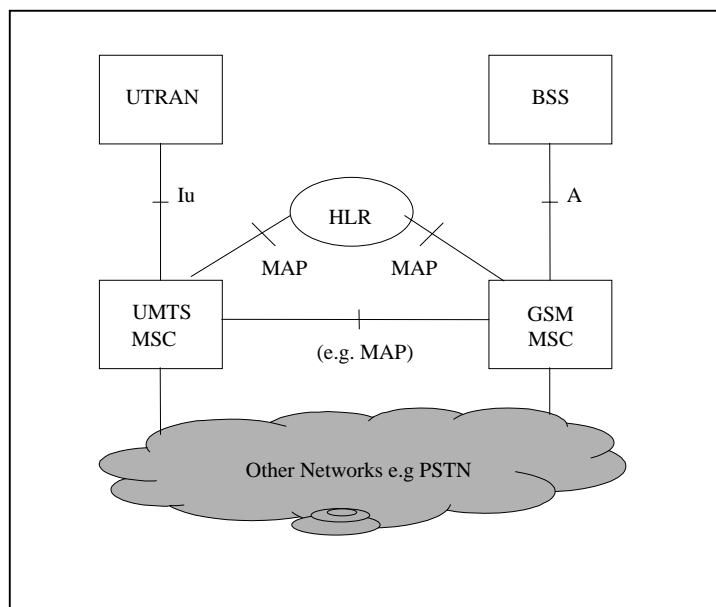 UTRAN
BSS
Iu
A
HLR
MAP
MAP
UMTS
MSC
GSM
MSC
(e.g. MAP)
Other Networks e.g PSTN